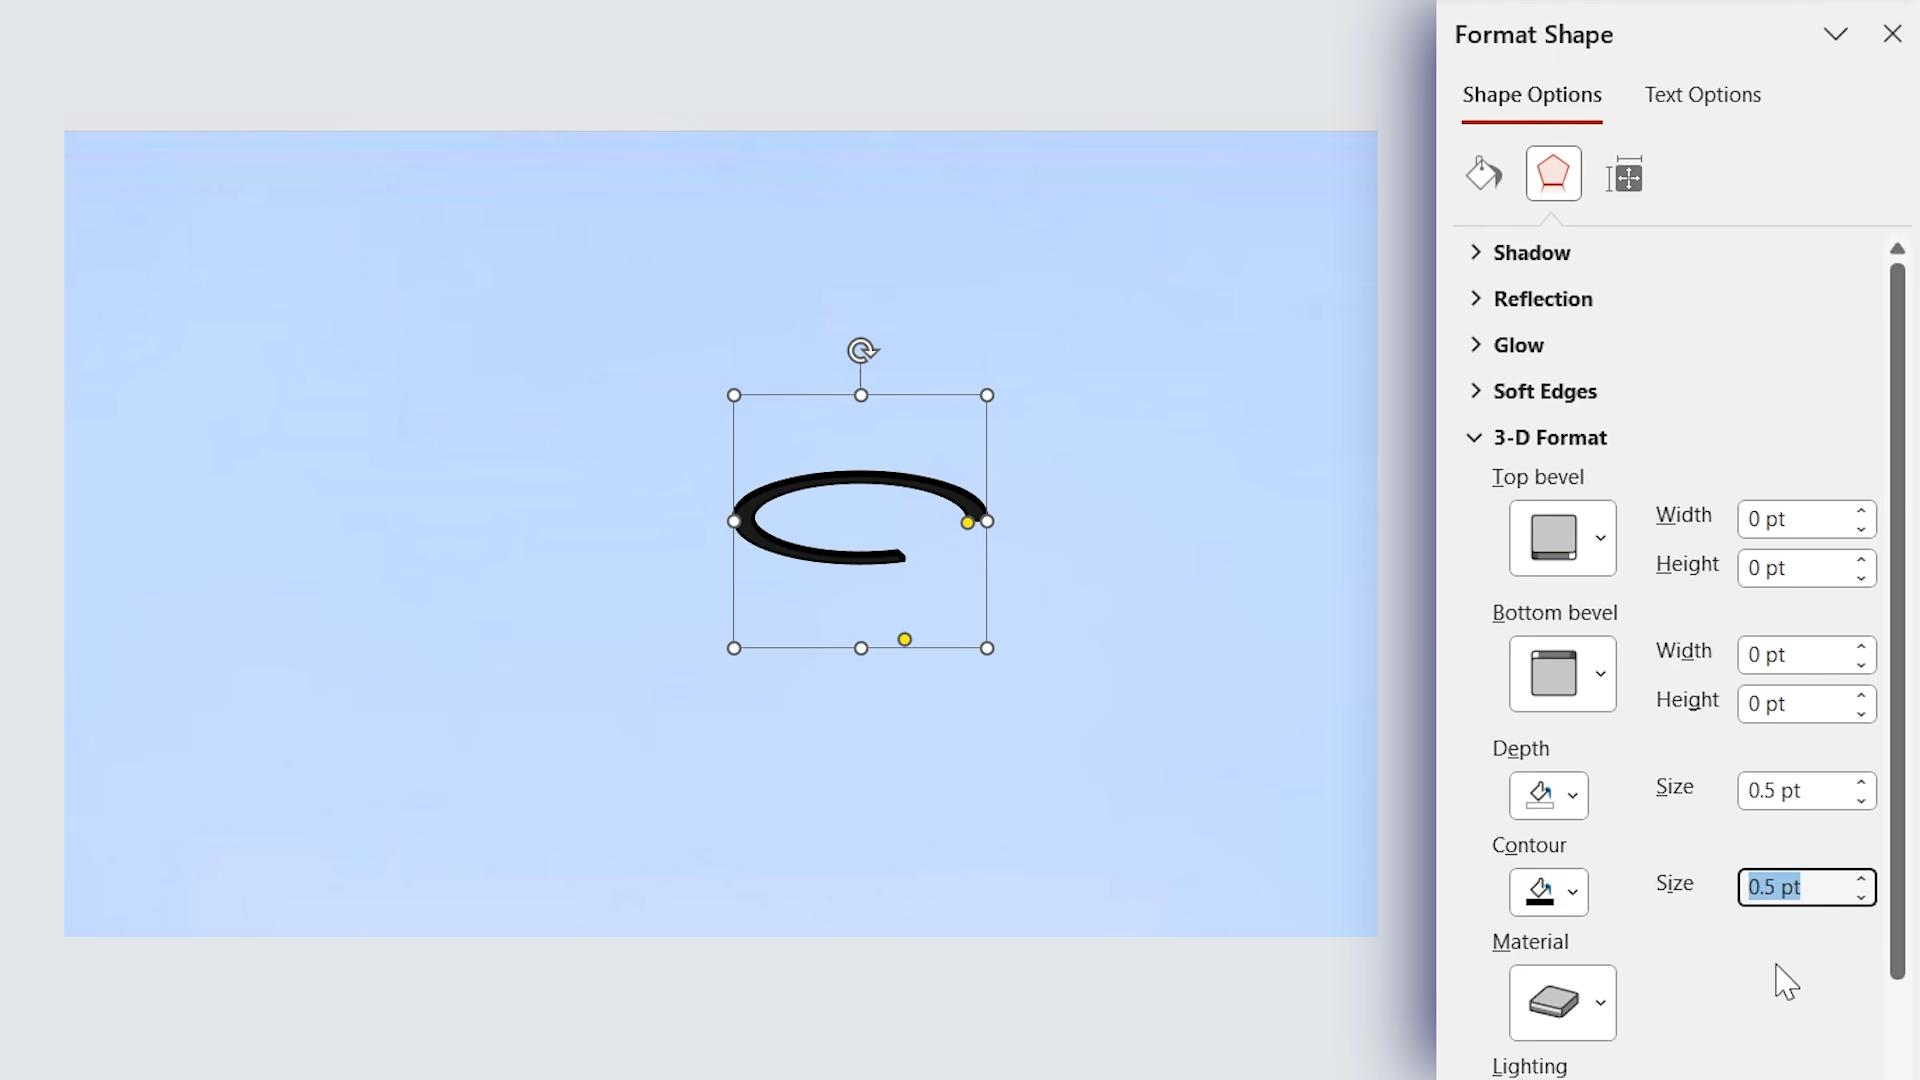 Format Shape
Shape Options Text Options
Shadow
Reflection
Glow
Soft Edges
3-D Format
Top bevel
Width 0 pt
Height 0 pt
Bottom bevel
Width 0 pt
Height 0 pt
Depth
Size 0.5 pt
Contour
Size 0.5 pt
Material
Lighting